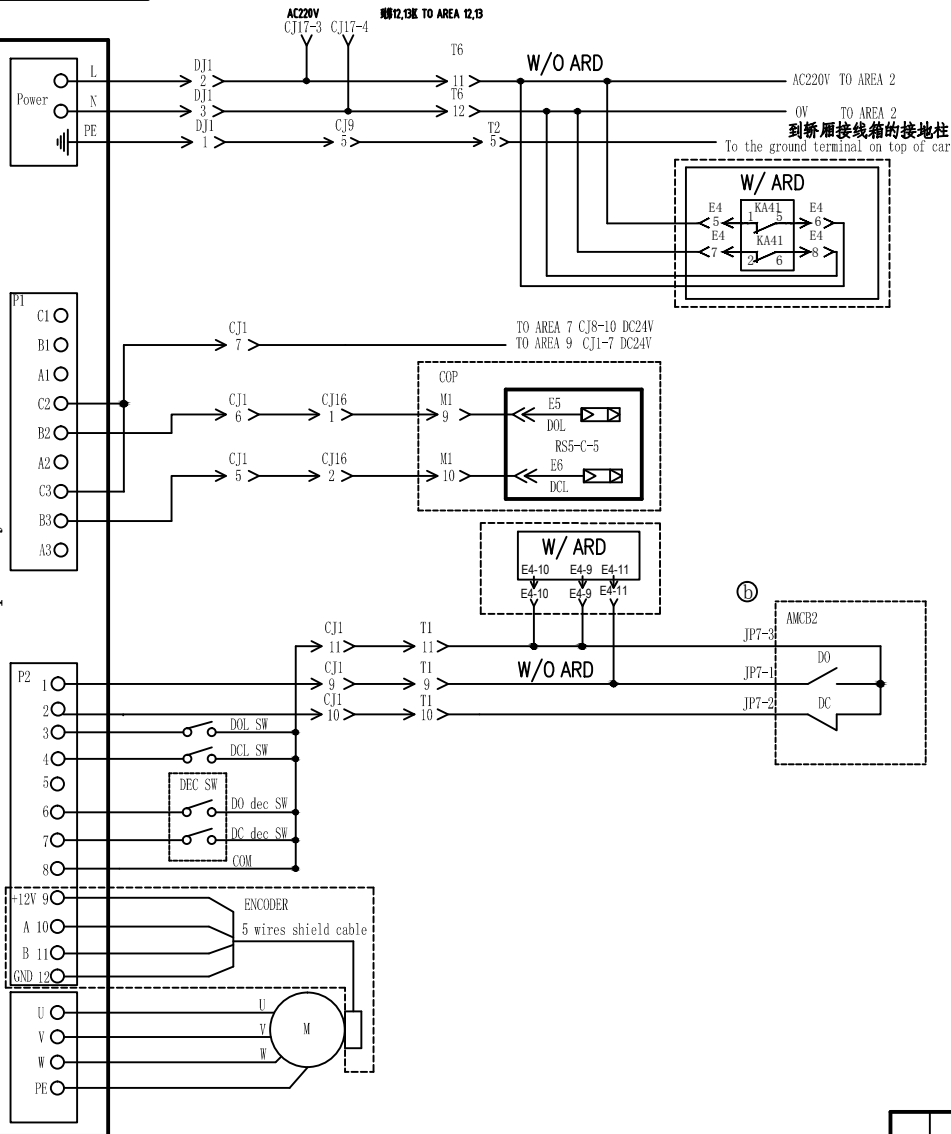 AC220V
到第12,13区 TO AREA 12,13
CJ17-3 CJ17-4
T6
W/O ARD
Power
L DJ1 2 11 AC220V TO AREA 2
N DJ1 3 T6 12 0V TO AREA 2
到轿厢接线箱的接地柱
PE DJ1 1 CJ9 5 T2 5 To the ground terminal on top of car
W/ ARD
E4 KA41 E4
5 1 5 6
E4 KA41 E4
7 2 6 8
P1
C1
B1
A1
C2
B2
A2
C3
B3
A3
CJ1 7
TO AREA 7 CJ8-10 DC24V
TO AREA 9 CJ1-7 DC24V
COP
CJ1 6 CJ16 1 M1 9 E5
DOL
RS5-C-5
CJ1 5 CJ16 2 M1 10 E6
DCL
W/ ARD
E4-10 E4-9 E4-11
E4-10 E4-9 E4-11
b
AMCB2
CJ1 11 T1 11 JP7-3
W/O ARD
CJ1 9 T1 9 JP7-1 DO
CJ1 10 T1 10 JP7-2 DC
P2
1
2
3 DOL SW
4 DCL SW
5 DEC SW
6 DO dec SW
7 DC dec SW
8 COM
+12V 9
ENCODER
A 10
5 wires shield cable
B 11
GND 12
U U
V V M
W W
PE